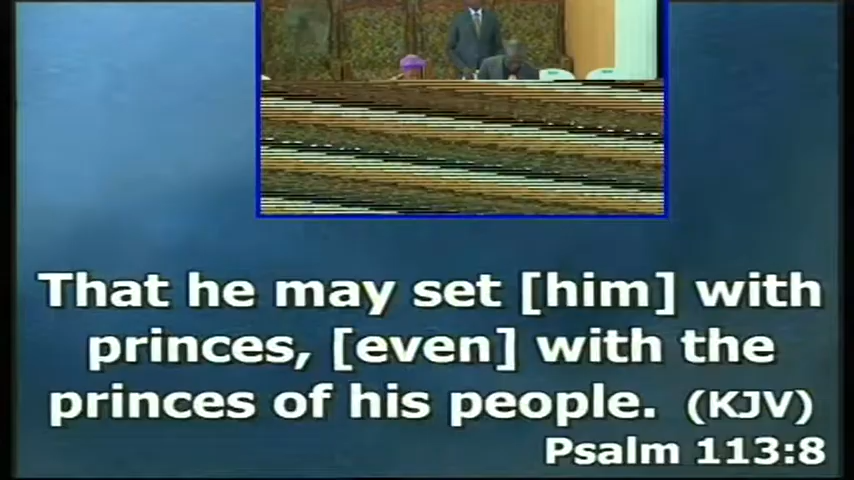 That he may set [him] with
princes, [even] with the
princes of his people. (KJV)
Psalm 113:8